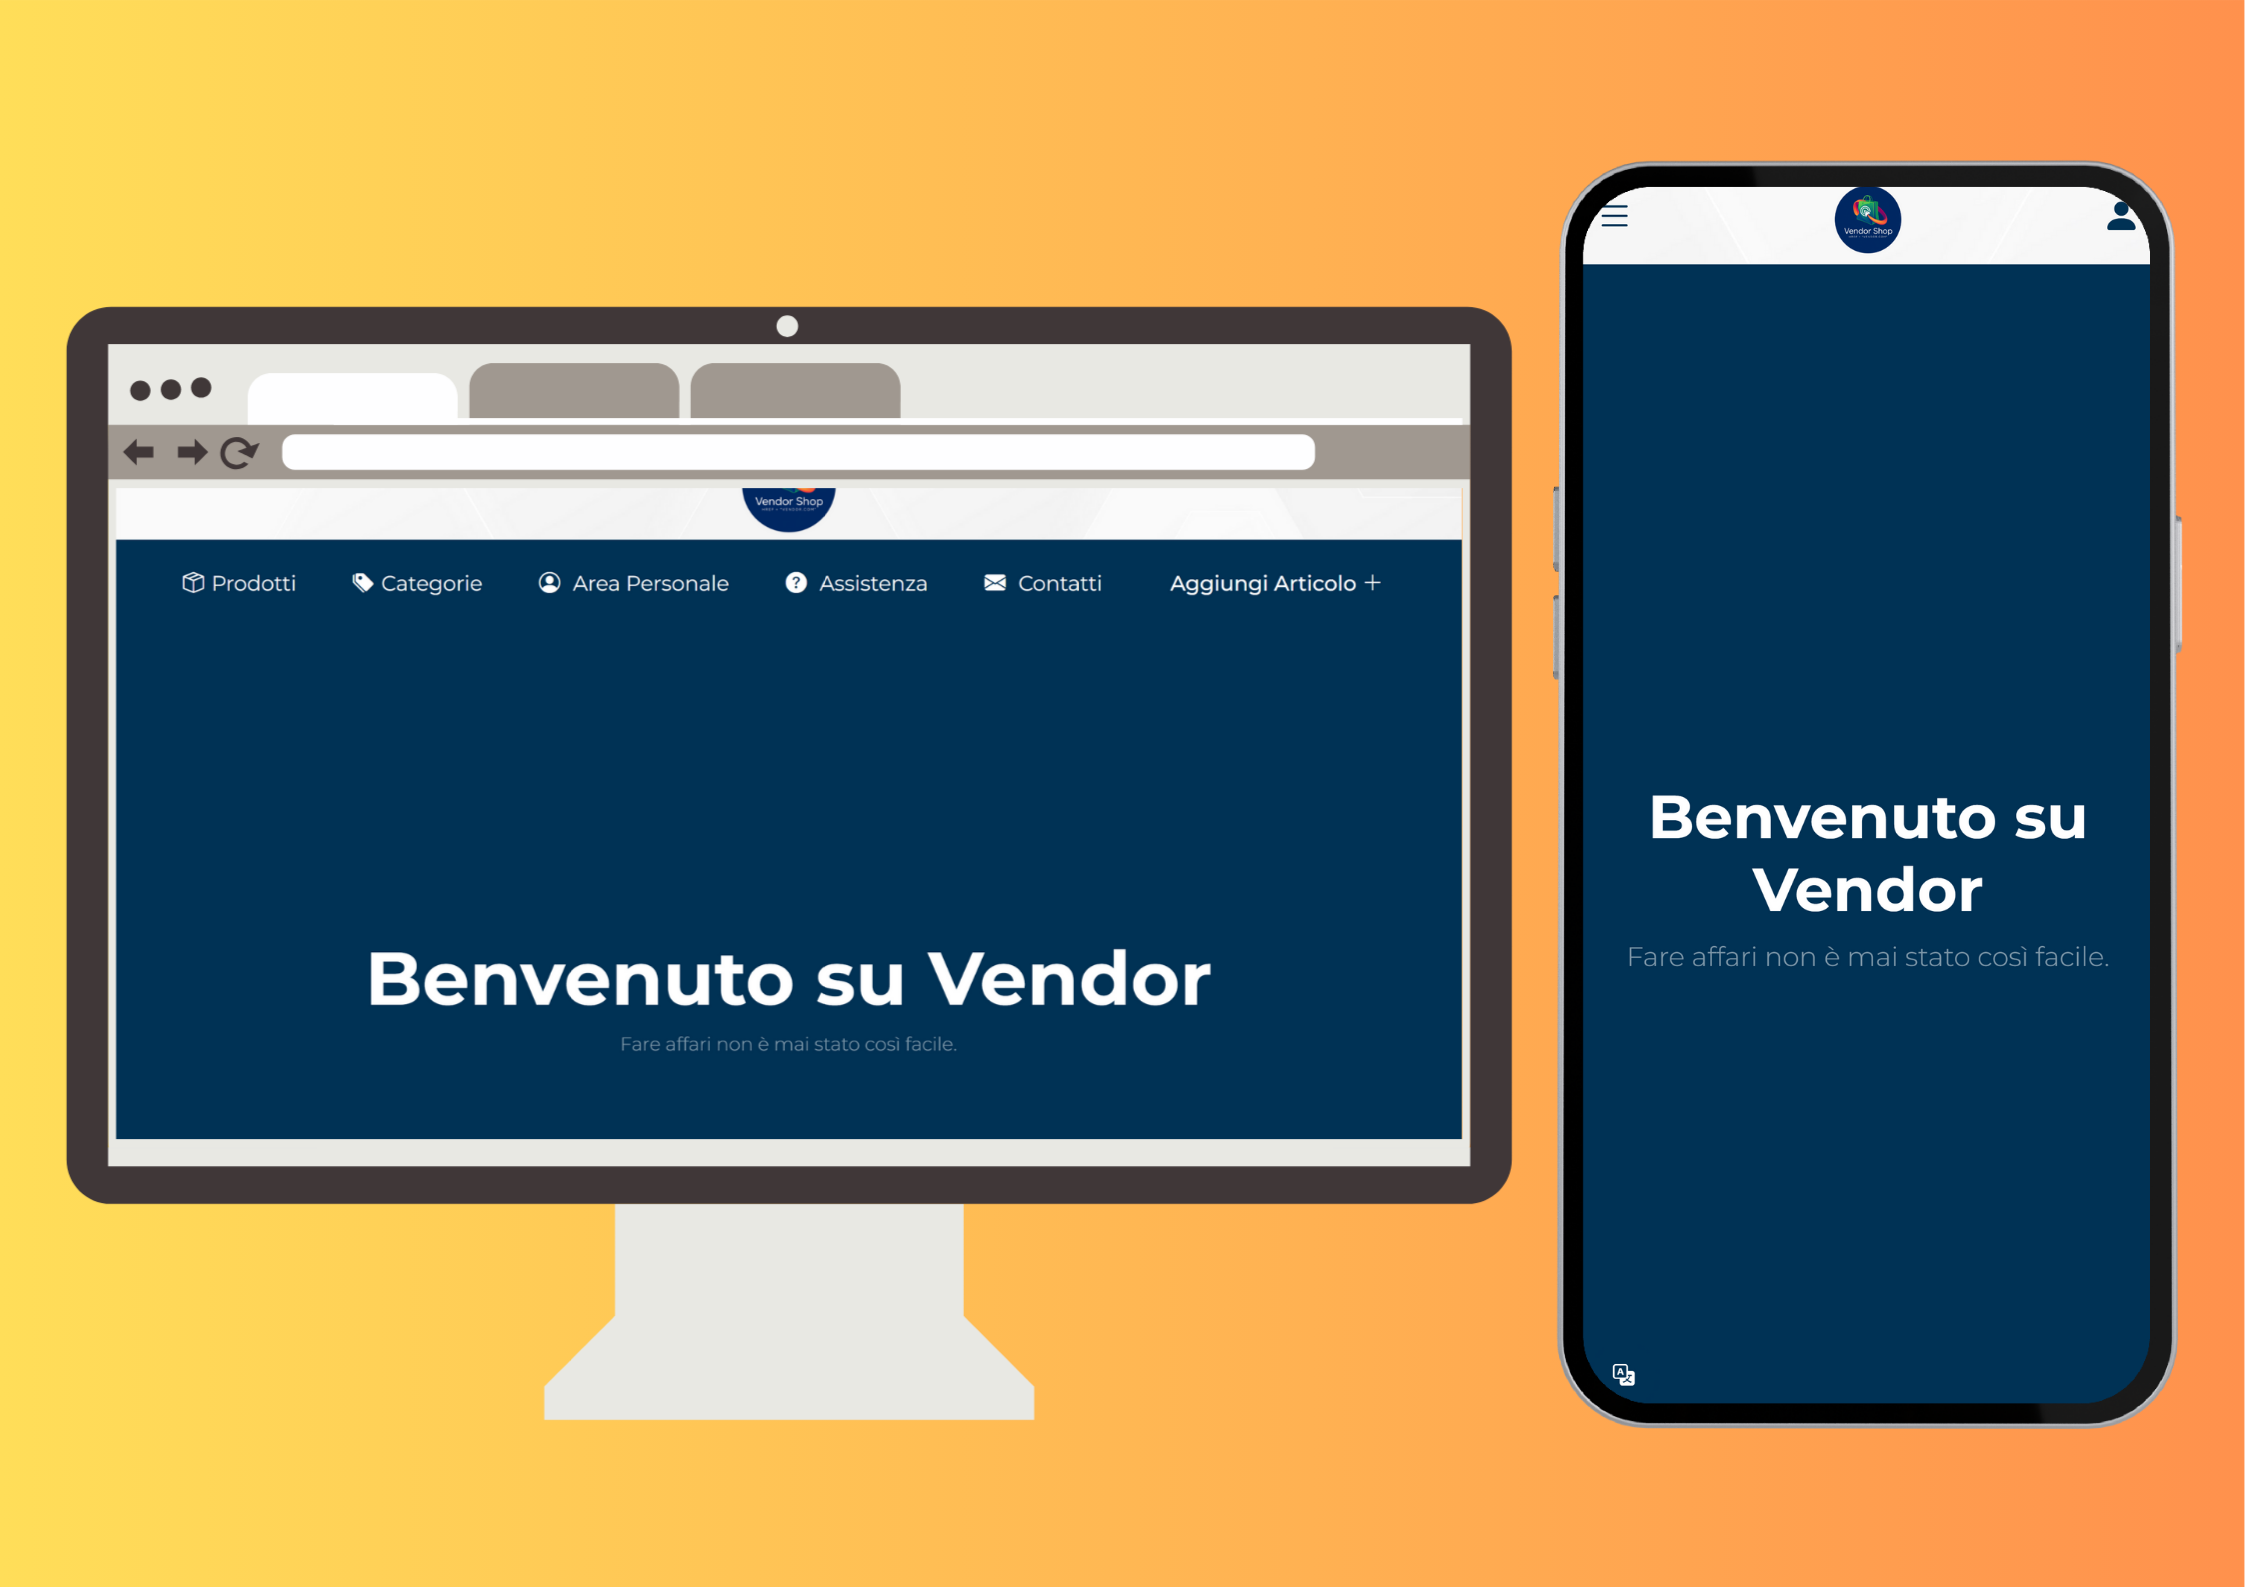 Vendor Shop
Prodotti
Categorie
Area Personale
Assistenza
Contatti
Aggiungi Articolo +
Benvenuto su Vendor
Fare affari non è mai stato così facile.
Vendor Shop
Benvenuto su
Vendor
Fare affari non è mai stato così facile.